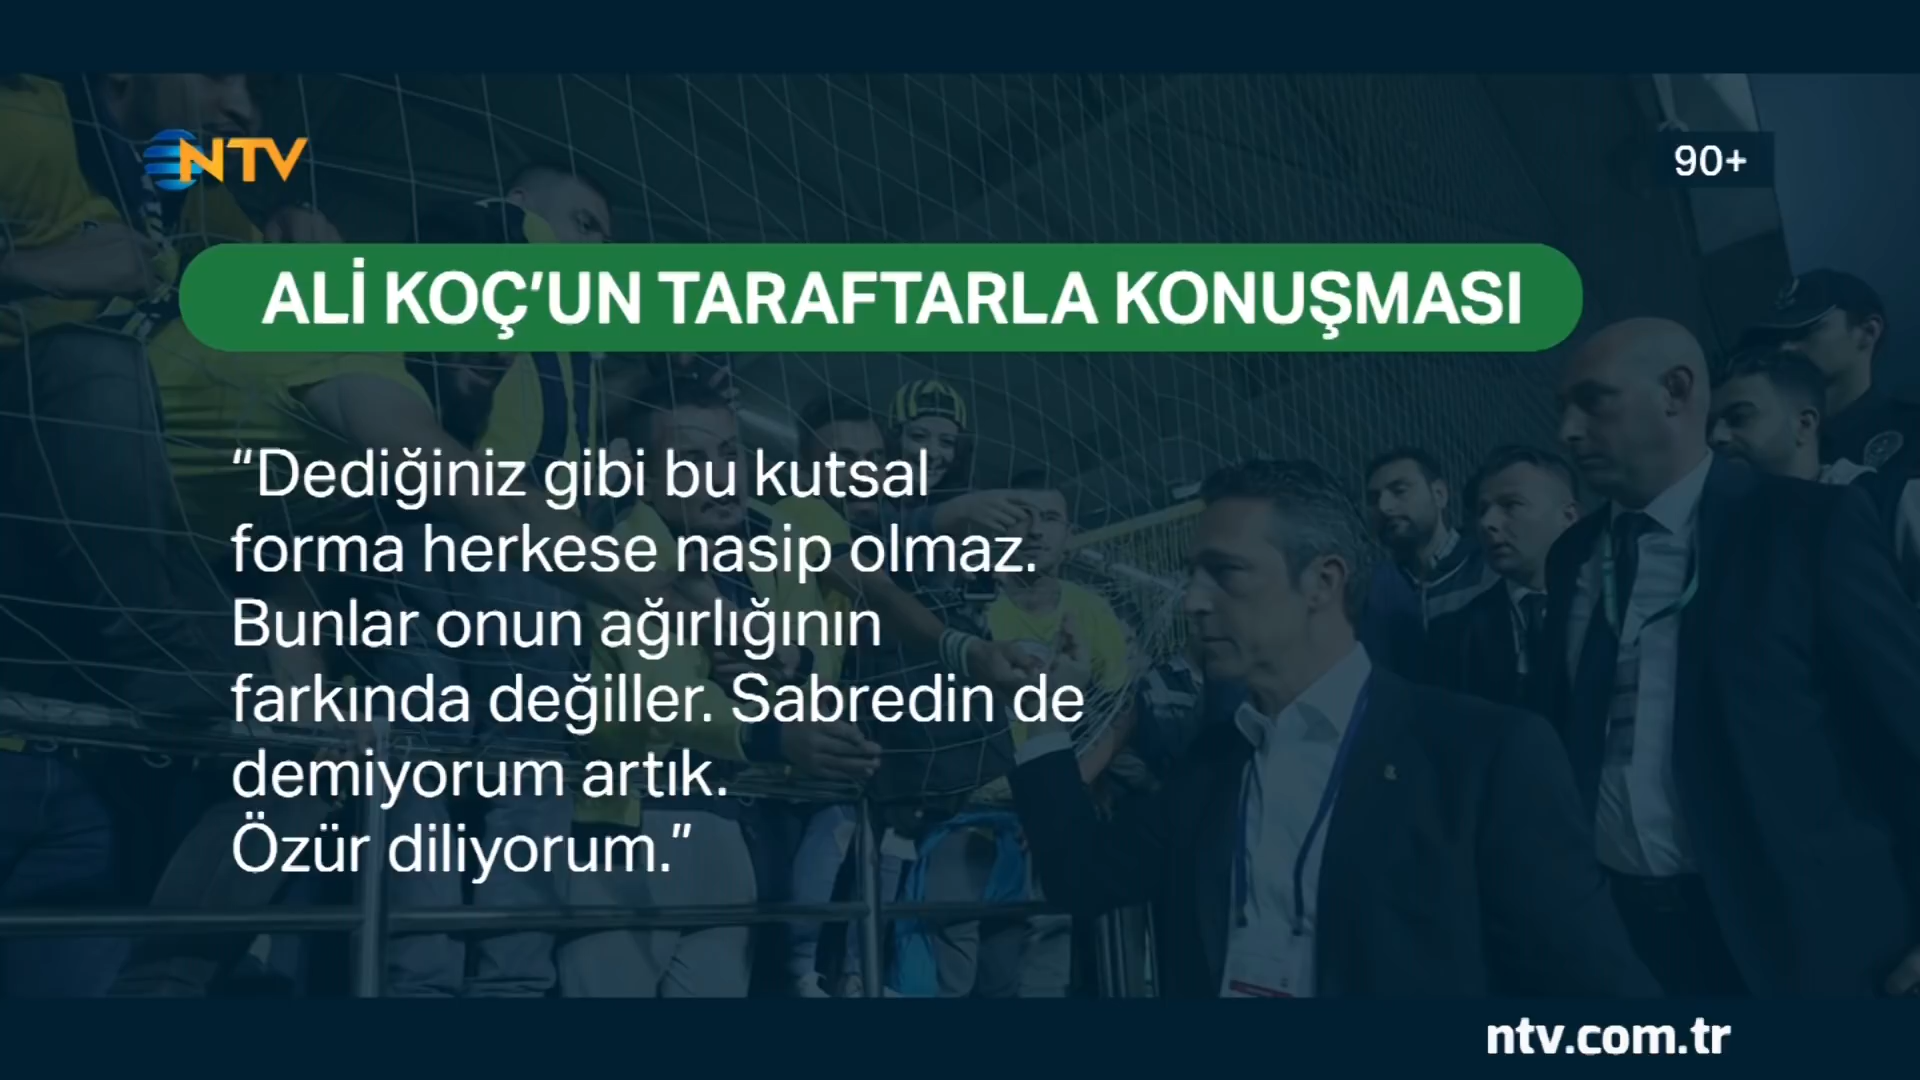 NTV
90+
ALİ KOÇ'UN TARAFTARLA KONUŞMASI
“Dediğiniz gibi bu kutsal
forma herkese nasip olmaz.
Bunlar onun ağırlığının
farkında değiller. Sabredin de
demiyorum artık.
Özür diliyorum.”
ntv.com.tr